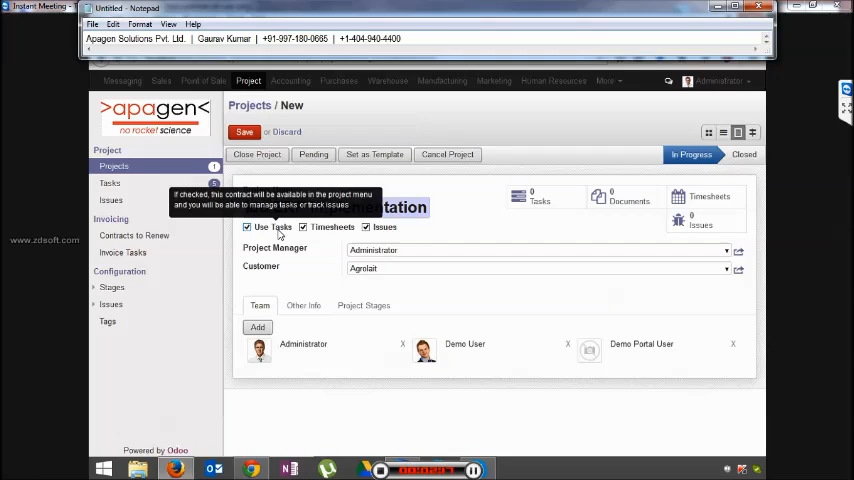 Instant Meeting - Te
Untitled - Notepad
File Edit Format View Help
Apagen Solutions Pvt. Ltd. | Gaurav Kumar | +91-997-180-0665 | +1-404-940-4400
Messaging Sales Point of Sale Project Accounting Purchases Warehouse Manufacturing Marketing Human Resources More Administrator
>apagen<
no rocket science
Projects / New
Save or Discard
Close Project Pending Set as Template Cancel Project In Progress Closed
Project
Projects 1
Tasks 5
Issues
Invoicing
Contracts to Renew
Invoice Tasks
Configuration
Stages
Issues
Tags
If checked, this contract will be available in the project menu
and you will be able to manage tasks or track issues
ementation
0
Tasks
0
Documents
Timesheets
0
Issues
Use Tasks Timesheets Issues
Project Manager Administrator
Customer Agrolait
Team Other Info Project Stages
Add
Administrator X Demo User X Demo Portal User X
www.zdsoft.com
Powered by Odoo